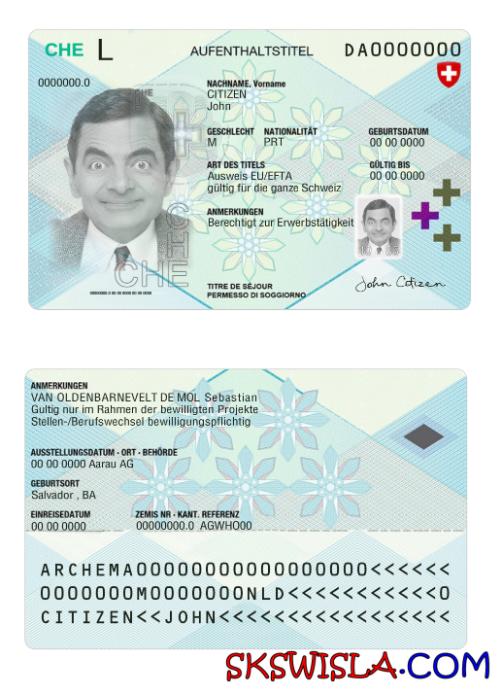 CHE L AUFENTHALTSTITEL DA0000000
0000000.0
CHE
NACHNAME, Vorname
CITIZEN
John
GESCHLECHT NATIONALITÄT GEBURTSDATUM
M PRT 00 00 0000
ART DES TITELS GÜLTIG BIS
Ausweis EU/EFTA 00 00 0000
gültig für die ganze Schweiz
ANMERKUNGEN
Berechtigt zur Erwerbstätigkeit
CHE
TITRE DE SÉJOUR
PERMESSO DI SOGGIORNO
John Citizen
ANMERKUNGEN
VAN OLDENBARNEVELT DE MOL Sebastian
Gultig nur im Rahmen der bewilligten Projekte
Stellen-/Berufswechsel bewilligungspflichtig
AUSSTELLUNGSDATUM - ORT - BEHÖRDE
00 00 0000 Aarau AG
GEBURTSORT
Salvador , BA
EINREISEDATUM ZEMIS NR - KANT. REFERENZ
00 00 0000 00000000.0 AGWHO00
ARCHEMA00000000000000000<<<<<<
0000000M0000000NLD<<<<<<<<<<<0
CITIZEN<<JOHN<<<<<<<<<<<<<<<<<
SKSWISLA.COM